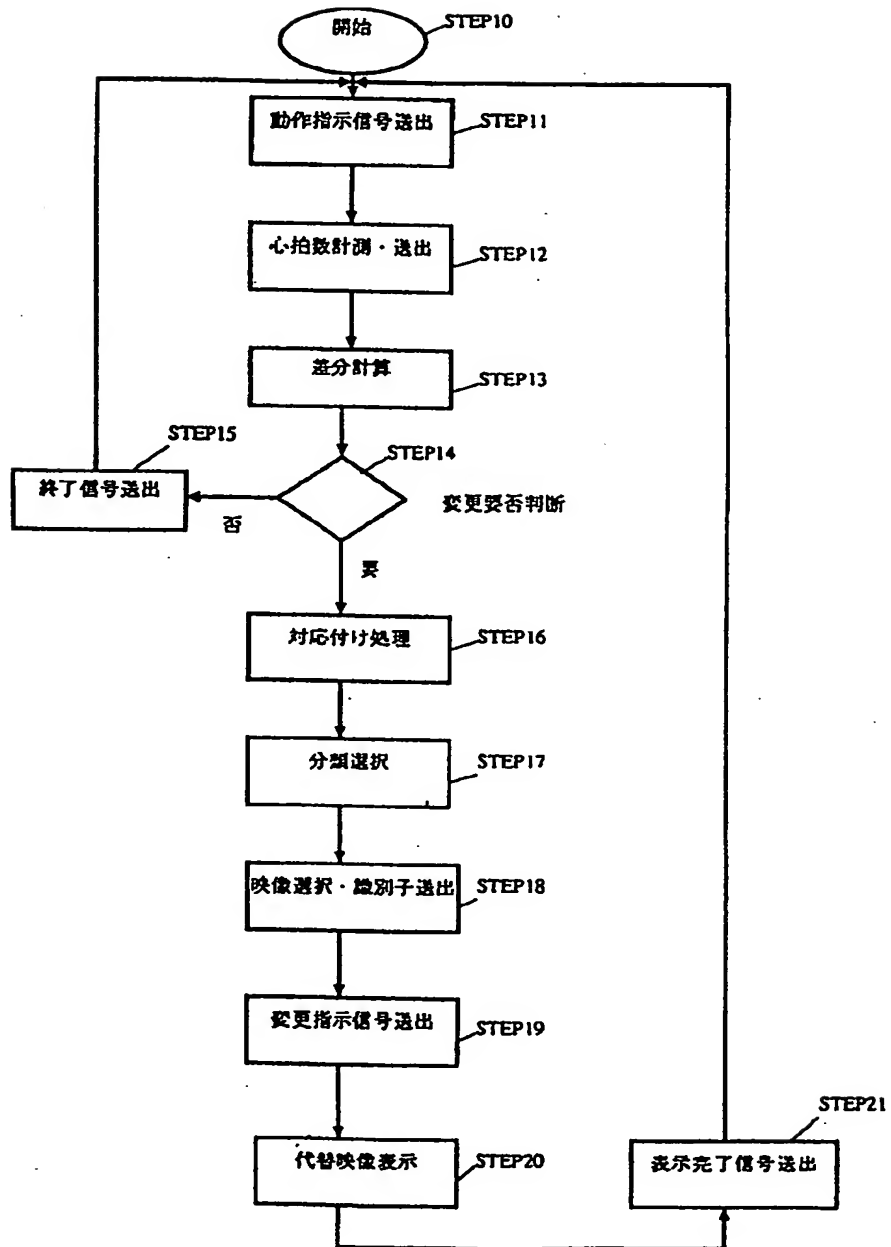 開始
STEP10
動作指示信号送出
STEP11
心拍数計測・送出
STEP12
差分計算
STEP13
STEP15
STEP14
終了信号送出
変更要否判断
否
要
対応付け処理
STEP16
分類選択
STEP17
映像選択・識別子送出
STEP18
変更指示信号送出
STEP19
STEP21
代替映像表示
STEP20
表示完了信号送出